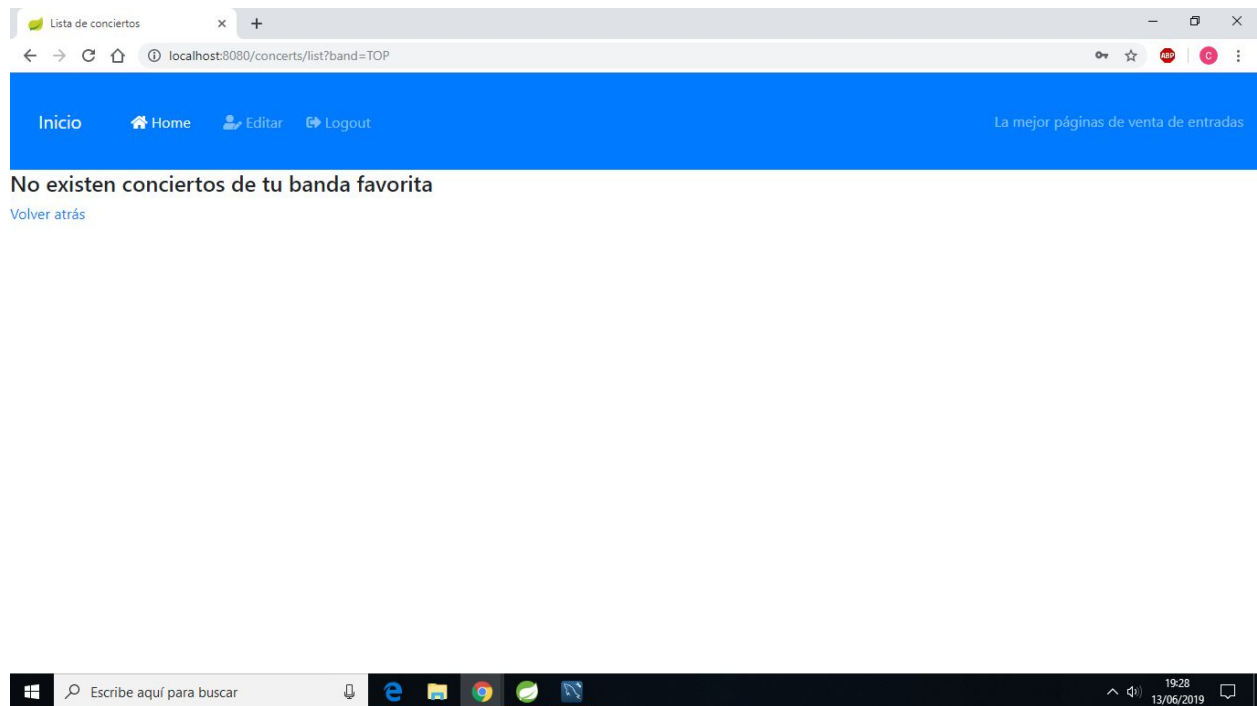 Lista de conciertos
localhost:8080/concerts/list?band=TOP
ABP
C
Inicio Home Editar Logout La mejor páginas de venta de entradas
No existen conciertos de tu banda favorita
Volver atrás
Escribe aquí para buscar
19:28
13/06/2019